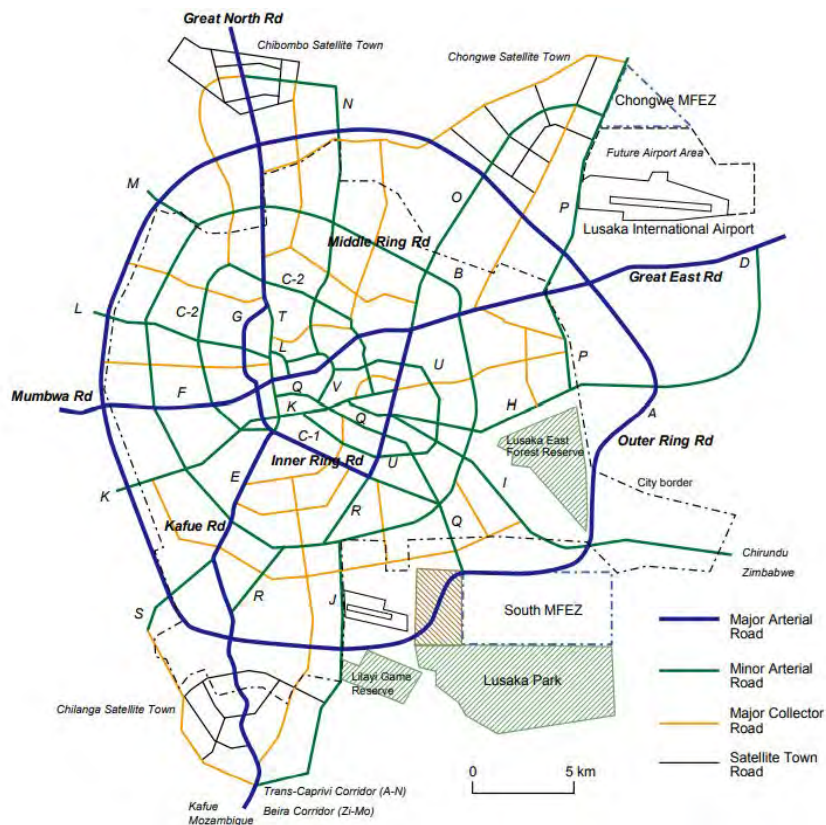 Great North Rd
Chibombo Satellite Town
Chongwe Satellite Town
Chongwe MFEZ
N
Future Airport Area
M
O
P
Lusaka International Airport
Middle Ring Rd
D
Great East Rd
B
C-2
C-2
L
G
T
P
L
U
Mumbwa Rd
F
Q
V
K
H
A
Q
C-1
Lusaka East
Forest Reserve
Outer Ring Rd
Inner Ring Rd
U
E
I
City border
K
R
Q
Kafue Rd
Chirundu
Zimbabwe
R
J
S
South MFEZ
Major Arterial
Road
Minor Arterial
Road
Lilayi Game
Reserve
Lusaka Park
Chilanga Satellite Town
Major Collector
Road
Satellite Town
Road
0
5 km
Trans-Caprivi Corridor (A-N)
Kafue
Beira Corridor (Zi-Mo)
Mozambique